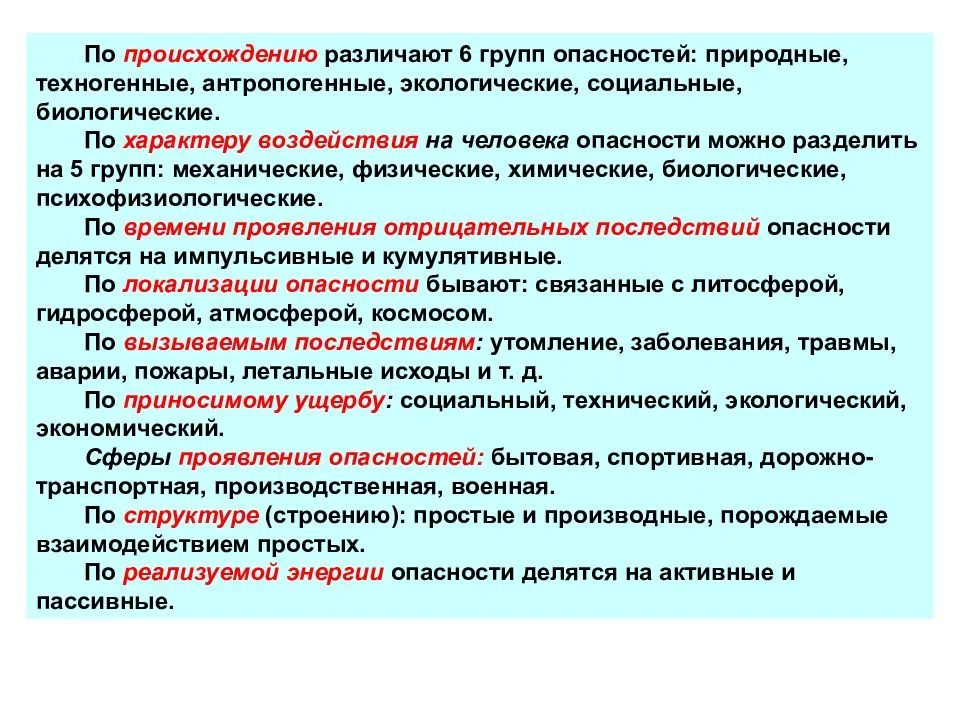 По происхождению различают 6 групп опасностей: природные,
техногенные, антропогенные, экологические, социальные,
биологические.
По характеру воздействия на человека опасности можно разделить
на 5 групп: механические, физические, химические, биологические,
психофизиологические.
По времени проявления отрицательных последствий опасности
делятся на импульсивные и кумулятивные.
По локализации опасности бывают: связанные с литосферой,
гидросферой, атмосферой, космосом.
По вызываемым последствиям: утомление, заболевания, травмы,
аварии, пожары, летальные исходы и т. д.
По приносимому ущербу: социальный, технический, экологический,
экономический.
Сферы проявления опасностей: бытовая, спортивная, дорожно-
транспортная, производственная, военная.
По структуре (строению): простые и производные, порождаемые
взаимодействием простых.
По реализуемой энергии опасности делятся на активные и
пассивные.